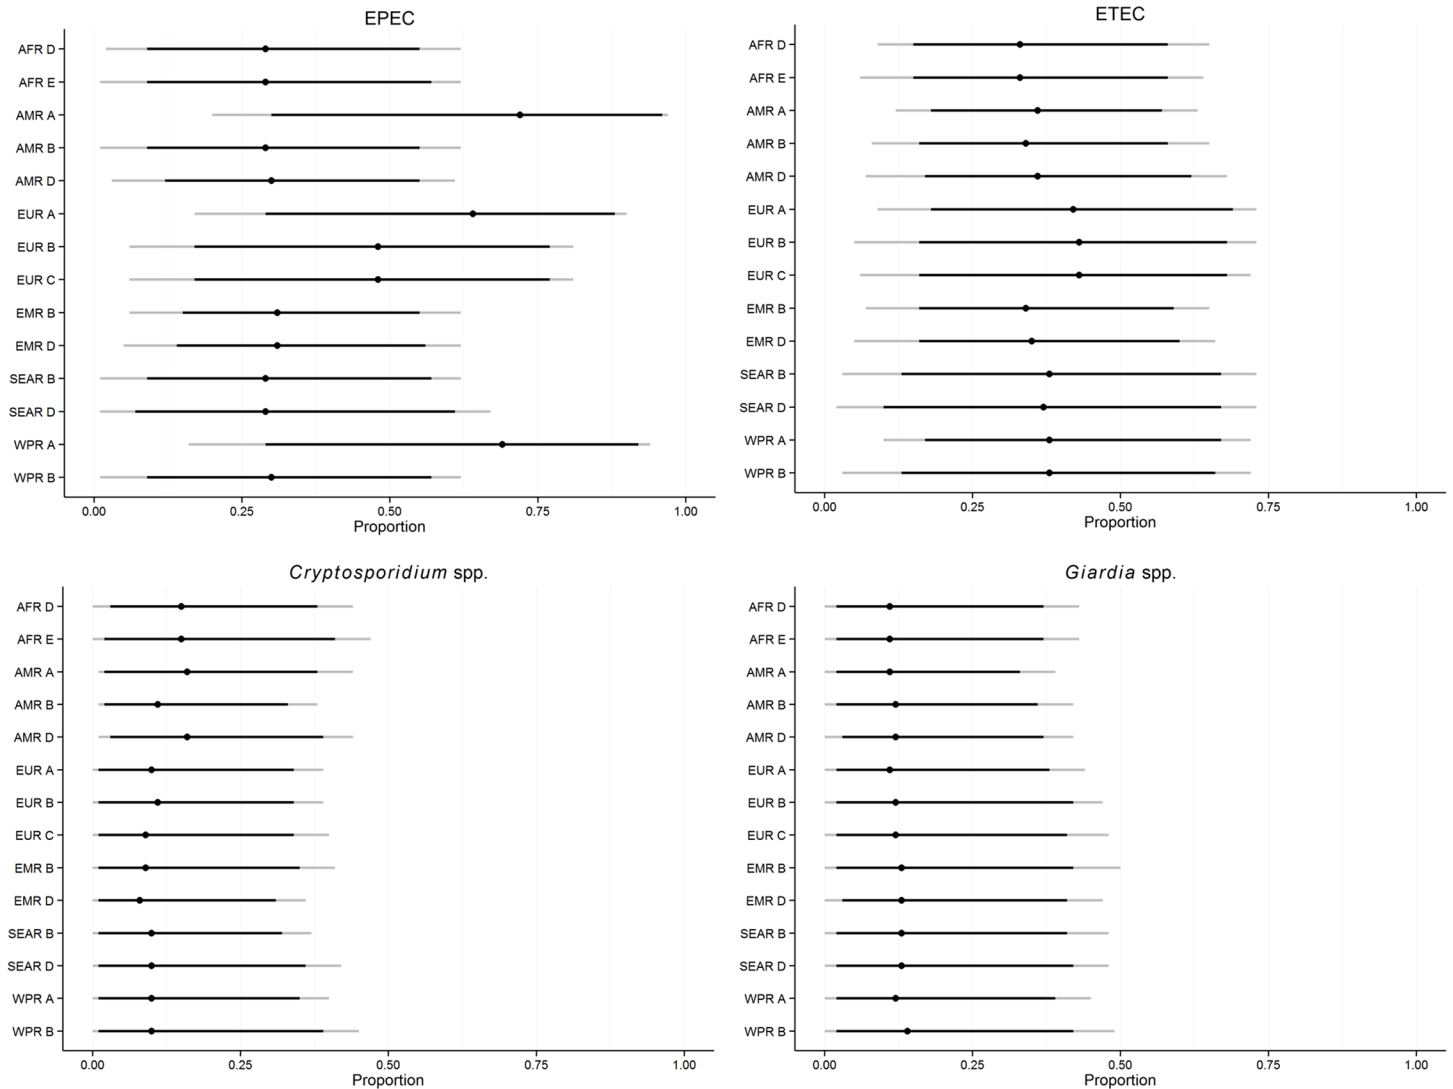 EPEC
AFR D
AFR E
AMR A
AMR B
AMR D
EUR A
EUR B
EUR C
EMR B
EMR D
SEAR B
SEAR D
WPR A
WPR B
0.00 0.25 0.50 0.75 1.00
Proportion
ETEC
AFR D
AFR E
AMR A
AMR B
AMR D
EUR A
EUR B
EUR C
EMR B
EMR D
SEAR B
SEAR D
WPR A
WPR B
0.00 0.25 0.50 0.75 1.00
Proportion
Cryptosporidium spp.
AFR D
AFR E
AMR A
AMR B
AMR D
EUR A
EUR B
EUR C
EMR B
EMR D
SEAR B
SEAR D
WPR A
WPR B
0.00 0.25 0.50 0.75 1.00
Proportion
Giardia spp.
AFR D
AFR E
AMR A
AMR B
AMR D
EUR A
EUR B
EUR C
EMR B
EMR D
SEAR B
SEAR D
WPR A
WPR B
0.00 0.25 0.50 0.75 1.00
Proportion